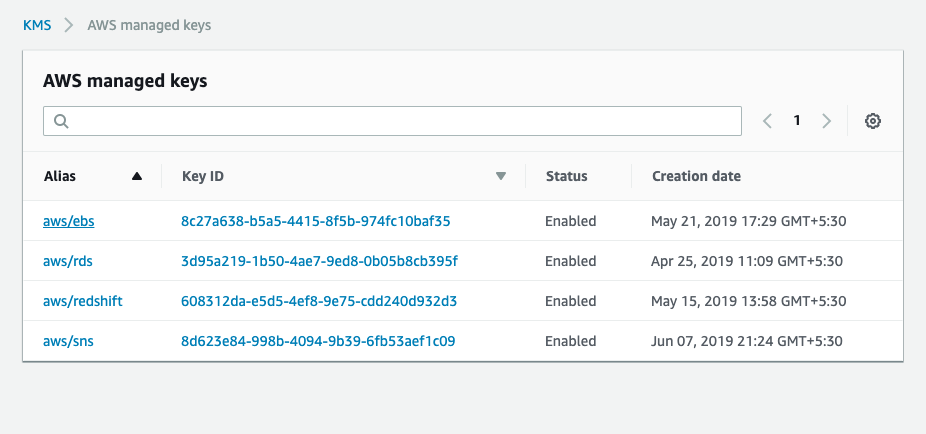 KMS > AWS managed keys
AWS managed keys
1
Alias Key ID Status Creation date
aws/ebs 8c27a638-b5a5-4415-8f5b-974fc10baf35 Enabled May 21, 2019 17:29 GMT+5:30
aws/rds 3d95a219-1b50-4ae7-9ed8-0b05b8cb395f Enabled Apr 25, 2019 11:09 GMT+5:30
aws/redshift 608312da-e5d5-4ef8-9e75-cdd240d932d3 Enabled May 15, 2019 13:58 GMT+5:30
aws/sns 8d623e84-998b-4094-9b39-6fb53aef1c09 Enabled Jun 07, 2019 21:24 GMT+5:30